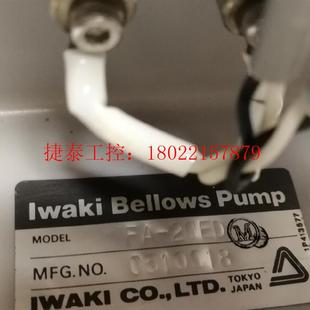 捷泰工控：18022157879
Iwaki Bellows Pump
MODEL
MFG.NO.
IWAKI CO.,LTD. TOKYO JAPAN